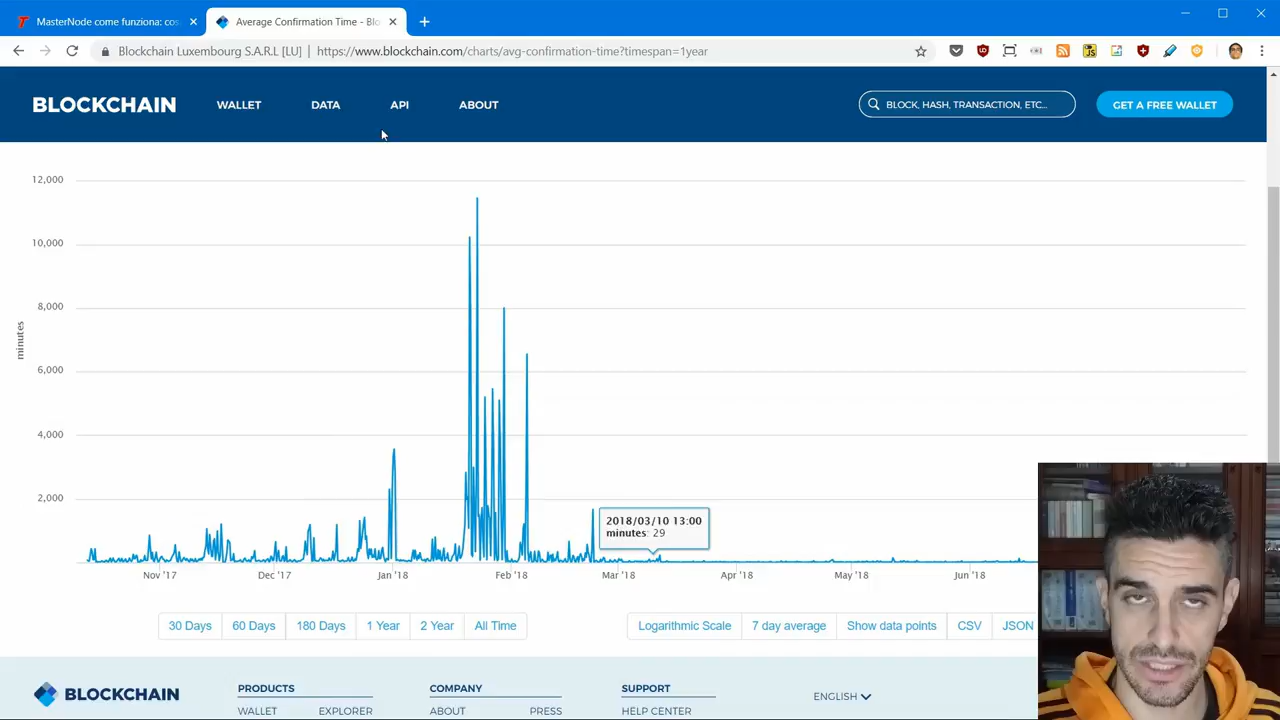 MasterNode come funziona: cos
Average Confirmation Time - Blo
Blockchain Luxembourg S.A.R.L [LU] | https://www.blockchain.com/charts/avg-confirmation-time?timespan=1year
BLOCKCHAIN WALLET DATA API ABOUT BLOCK, HASH, TRANSACTION, ETC... GET A FREE WALLET
12,000
10,000
8,000
6,000
4,000
2,000
minutes
2018/03/10 13:00
minutes: 29
Nov '17 Dec '17 Jan '18 Feb '18 Mar '18 Apr '18 May '18 Jun '18
30 Days 60 Days 180 Days 1 Year 2 Year All Time Logarithmic Scale 7 day average Show data points CSV JSON
BLOCKCHAIN PRODUCTS COMPANY SUPPORT ENGLISH
WALLET EXPLORER ABOUT PRESS HELP CENTER